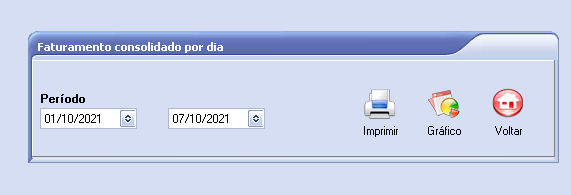 Faturamento consolidado por dia
Período
01/10/2021 07/10/2021
Imprimir Gráfico Voltar